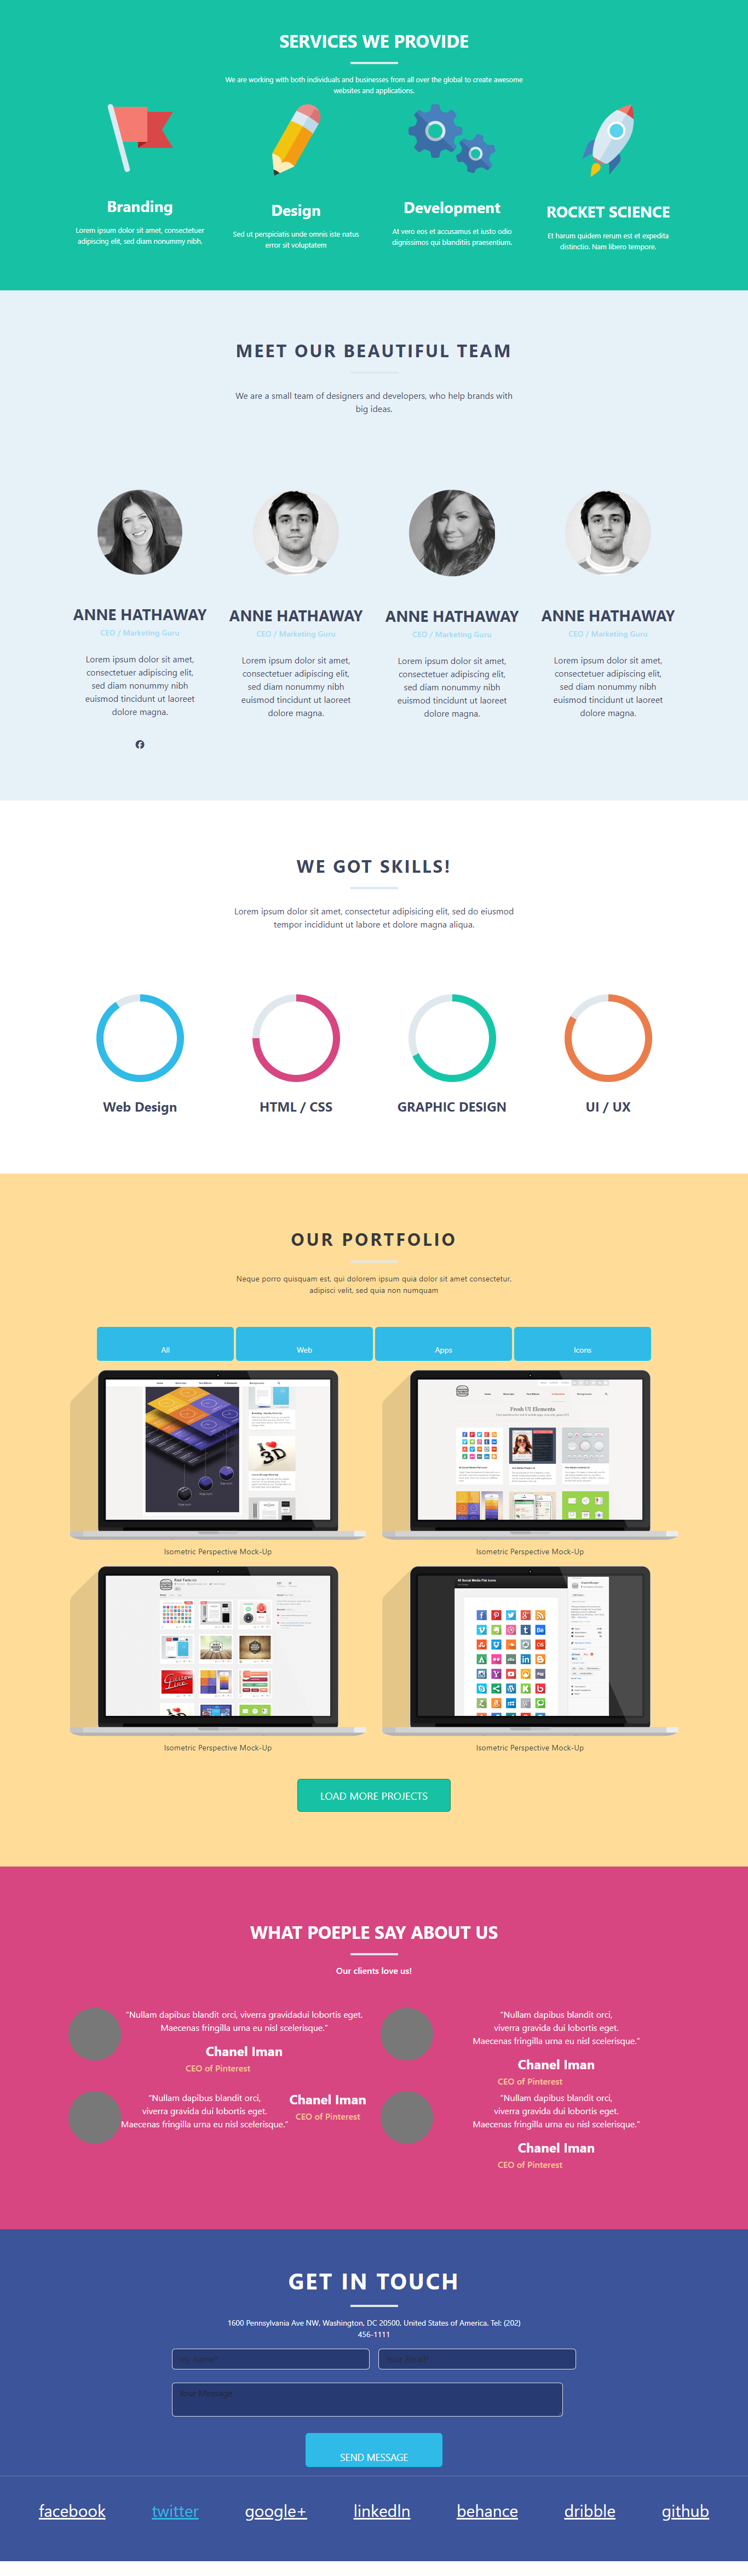 SERVICES WE PROVIDE
We are working with both individuals and businesses from all over the global to create awesome
websites and applications.
Branding
Lorem ipsum dolor sit amet, consectetuer
adipiscing elit, sed diam nonummy nibh.
Design
Sed ut perspiciatis unde omnis iste natus
error sit voluptatem
Development
At vero eos et accusamus et iusto odio
dignissimos qui blanditiis praesentium.
ROCKET SCIENCE
Et harum quidem rerum est et expedita
distinctio. Nam libero tempore.
MEET OUR BEAUTIFUL TEAM
We are a small team of designers and developers, who help brands with
big ideas.
ANNE HATHAWAY
CEO / Marketing Guru
Lorem ipsum dolor sit amet,
consectetuer adipiscing elit,
sed diam nonummy nibh
euismod tincidunt ut laoreet
dolore magna.
ANNE HATHAWAY
CEO / Marketing Guru
Lorem ipsum dolor sit amet,
consectetuer adipiscing elit,
sed diam nonummy nibh
euismod tincidunt ut laoreet
dolore magna.
ANNE HATHAWAY
CEO / Marketing Guru
Lorem ipsum dolor sit amet,
consectetuer adipiscing elit,
sed diam nonummy nibh
euismod tincidunt ut laoreet
dolore magna.
ANNE HATHAWAY
CEO / Marketing Guru
Lorem ipsum dolor sit amet,
consectetuer adipiscing elit,
sed diam nonummy nibh
euismod tincidunt ut laoreet
dolore magna.
WE GOT SKILLS!
Lorem ipsum dolor sit amet, consectetur adipisicing elit, sed do eiusmod
tempor incididunt ut labore et dolore magna aliqua.
Web Design
HTML / CSS
GRAPHIC DESIGN
UI / UX
OUR PORTFOLIO
Neque porro quisquam est, qui dolorem ipsum quia dolor sit amet consectetur,
adipisci velit, sed quia non numquam
All
Web
Apps
Icons
I
3D
Fresh UI Elements
Isometric Perspective Mock-Up
Isometric Perspective Mock-Up
Isometric Perspective Mock-Up
Isometric Perspective Mock-Up
LOAD MORE PROJECTS
WHAT POEPLE SAY ABOUT US
Our clients love us!
“Nullam dapibus blandit orci, viverra gravidadui lobortis eget.
Maecenas fringilla urna eu nisl scelerisque.”
Chanel Iman
CEO of Pinterest
“Nullam dapibus blandit orci,
viverra gravida dui lobortis eget.
Maecenas fringilla urna eu nisl scelerisque.”
Chanel Iman
CEO of Pinterest
“Nullam dapibus blandit orci,
viverra gravida dui lobortis eget.
Maecenas fringilla urna eu nisl scelerisque.”
Chanel Iman
CEO of Pinterest
“Nullam dapibus blandit orci,
viverra gravida dui lobortis eget.
Maecenas fringilla urna eu nisl scelerisque.”
Chanel Iman
CEO of Pinterest
GET IN TOUCH
1600 Pennsylvania Ave NW, Washington, DC 20500, United States of America. Tel: (202)
456-1111
Your Message
SEND MESSAGE
facebook
twitter
google+
linkedln
behance
dribble
github